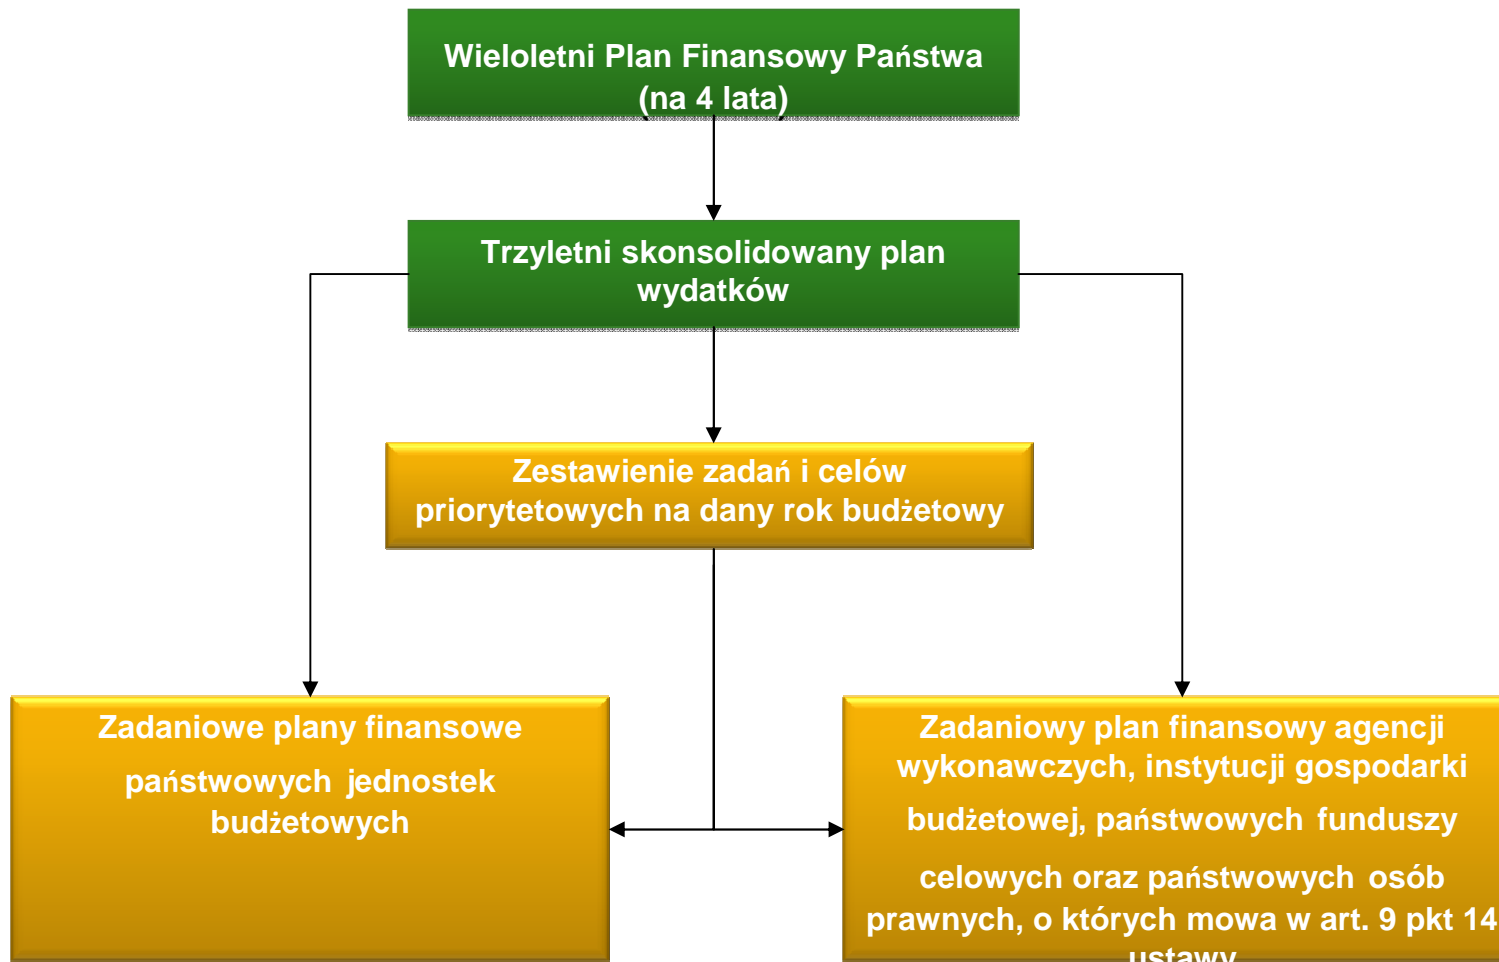 Wieloletni Plan Finansowy Państwa
(na 4 lata)
Trzyletni skonsolidowany plan
wydatków
Zestawienie zadań i celów
priorytetowych na dany rok budżetowy
Zadaniowe plany finansowe
państwowych jednostek
budżetowych
Zadaniowy plan finansowy agencji
wykonawczych, instytucji gospodarki
budżetowej, państwowych funduszy
celowych oraz państwowych osób
prawnych, o których mowa w art. 9 pkt 14
ustawy